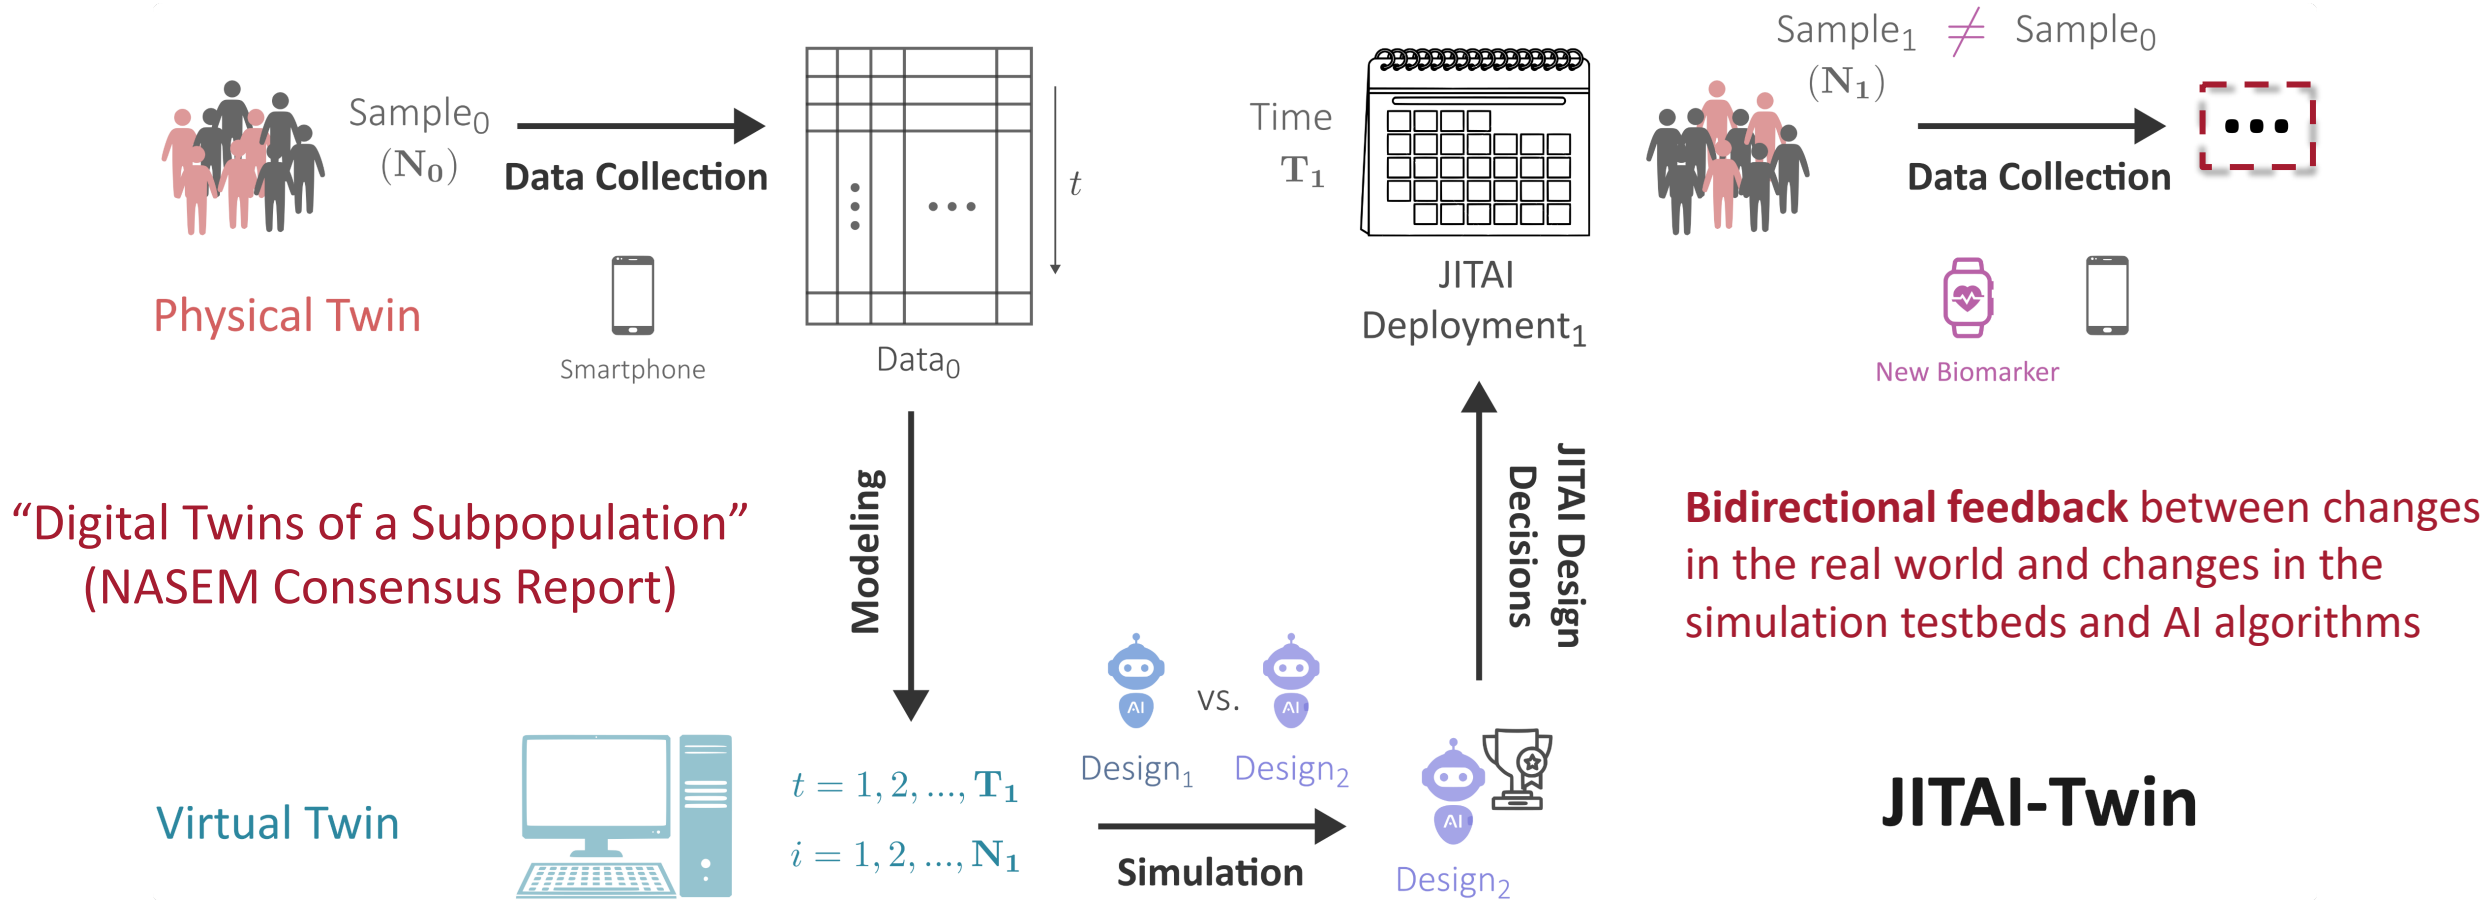 Sample₀
(N₀)
Data Collection
Smartphone
Physical Twin
Data₀
t
Time
T₁
JITAI
Deployment₁
Sample₁ ≠ Sample₀
(N₁)
Data Collection
...
New Biomarker
“Digital Twins of a Subpopulation”
(NASEM Consensus Report)
Modeling
JITAI Design
Decisions
Bidirectional feedback between changes
in the real world and changes in the
simulation testbeds and AI algorithms
Virtual Twin
t = 1, 2, ..., T₁
i = 1, 2, ..., N₁
AI
vs.
AI
Design₁
Design₂
Simulation
AI
Design₂
JITAI-Twin